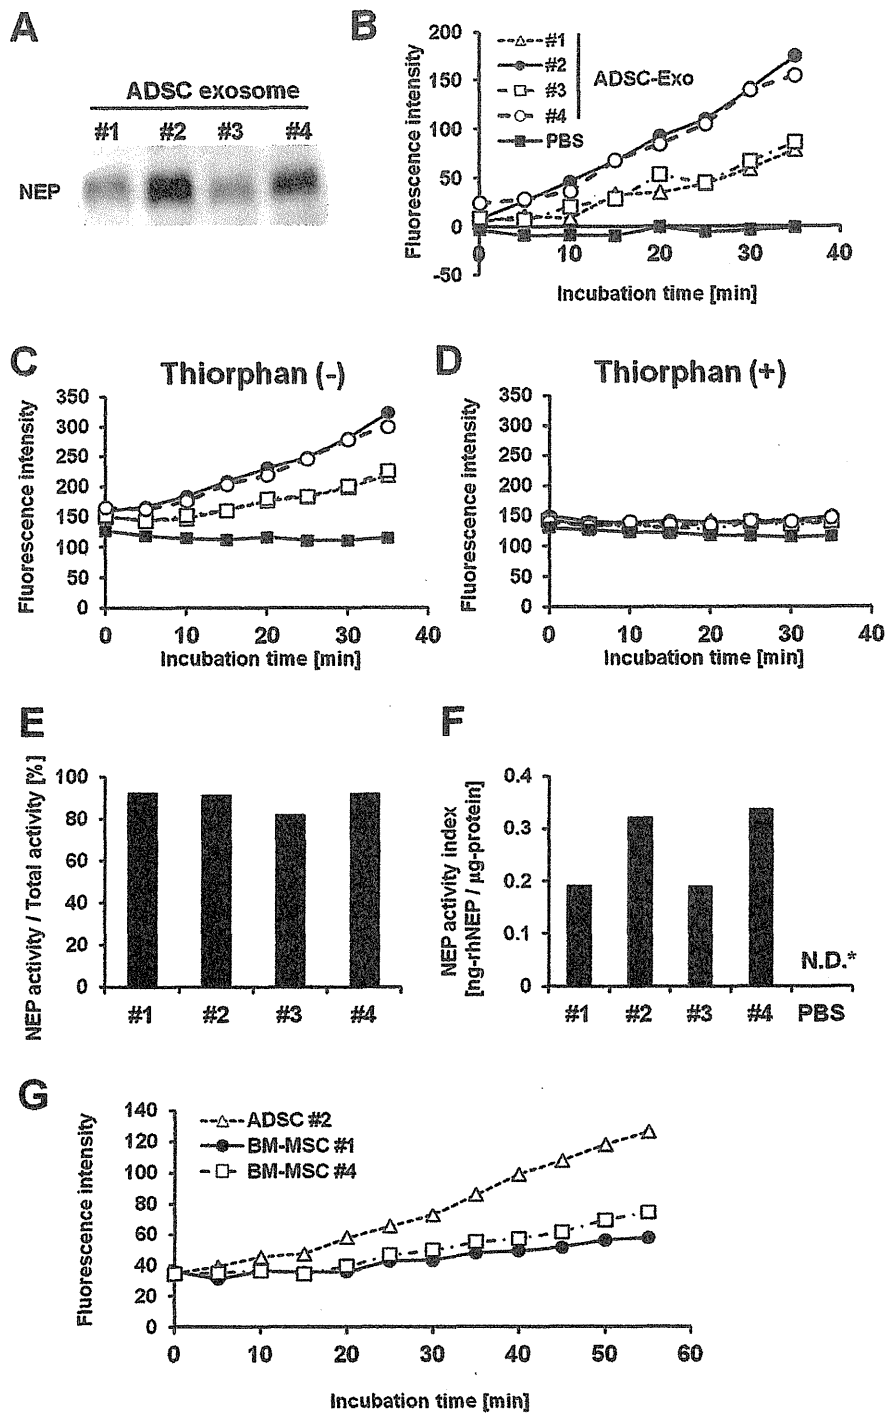 A
ADSC exosome
#1 #2 #3 #4
NEP
B
Fluorescence intensity
200
150
100
50
0
-50
#1
#2
#3
#4
PBS
ADSC-Exo
0 10 20 30 40
Incubation time [min]
C
Thiorphan (-)
Fluorescence intensity
350
300
250
200
150
100
50
0
0 10 20 30 40
Incubation time [min]
D
Thiorphan (+)
Fluorescence intensity
350
300
250
200
150
100
50
0
0 10 20 30 40
Incubation time [min]
E
NEP activity / Total activity [%]
100
80
60
40
20
0
#1 #2 #3 #4
F
NEP activity index
[ng-rhNEP / μg-protein]
0.4
0.3
0.2
0.1
0
N.D.*
#1 #2 #3 #4 PBS
G
Fluorescence intensity
140
120
100
80
60
40
20
0
ADSC #2
BM-MSC #1
BM-MSC #4
0 10 20 30 40 50 60
Incubation time [min]